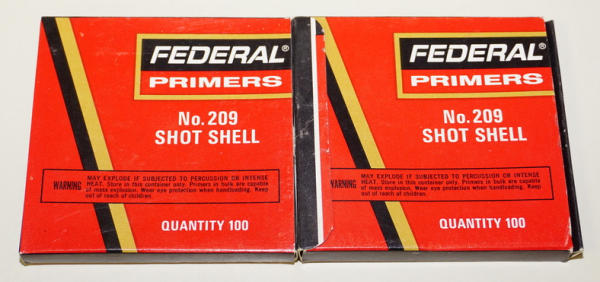 FEDERAL®
PRIMERS
No. 209
SHOT SHELL
WARNING
MAY EXPLODE IF SUBJECTED TO PERCUSSION OR INTENSE
HEAT. Store in this container only. Primers in bulk are capable
of mass explosion. Wear eye protection when handloading. Keep
out of reach of children.
QUANTITY 100
FEDERAL®
PRIMERS
No. 209
SHOT SHELL
WARNING
MAY EXPLODE IF SUBJECTED TO PERCUSSION OR INTENSE
HEAT. Store in this container only. Primers in bulk are capable
of mass explosion. Wear eye protection when handloading. Keep
out of reach of children.
QUANTITY 100